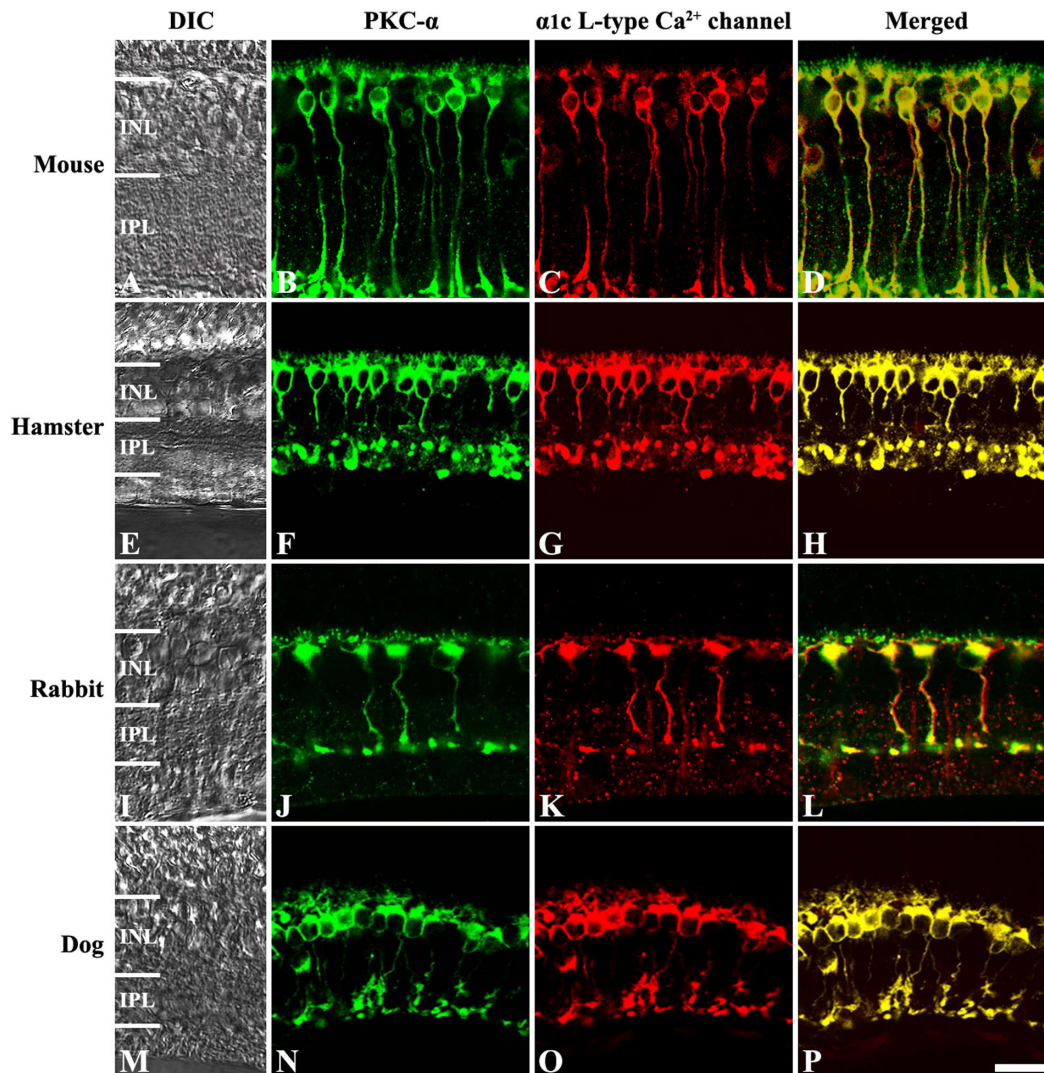 DIC PKC-α α1c L-type Ca²⁺ channel Merged
Mouse
INL
IPL
A B C D
Hamster
INL
IPL
E F G H
Rabbit
INL
IPL
I J K L
Dog
INL
IPL
M N O P